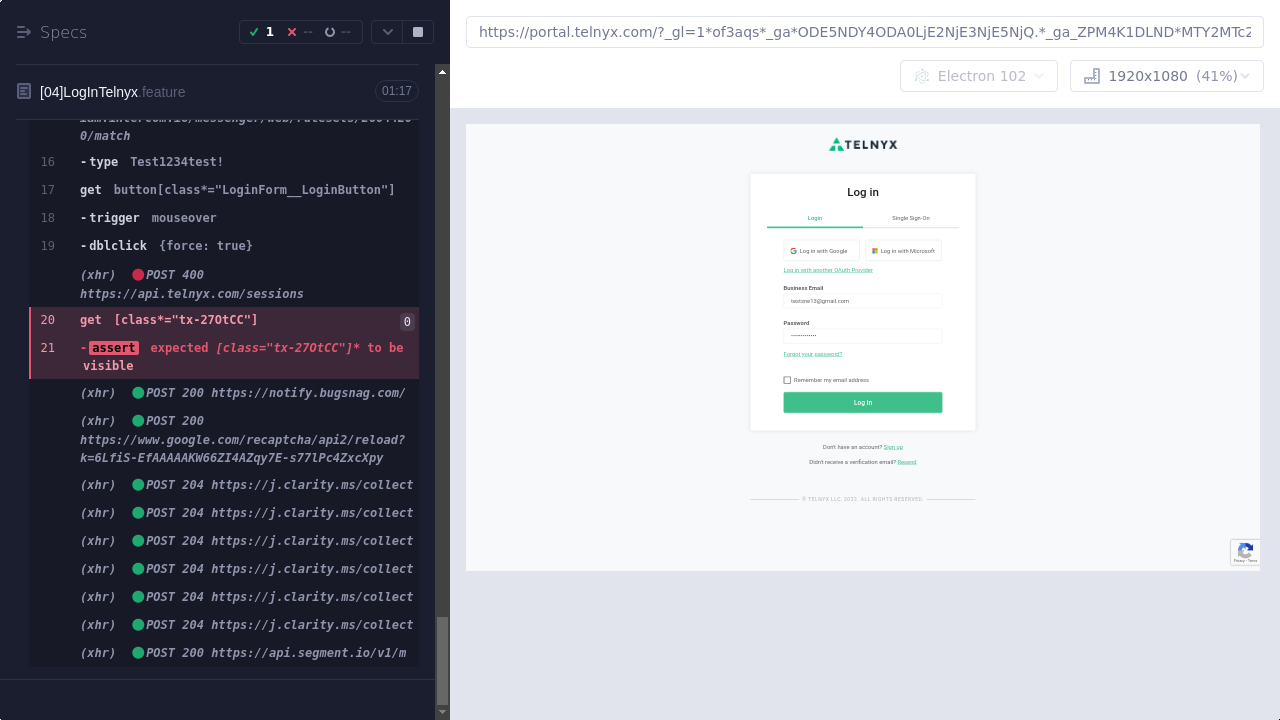 Specs
1
--
--
https://portal.telnyx.com/?_gl=1*of3aqs*_ga*ODE5NDY4ODA0LjE2NjE3NjE5NjQ.*_ga_ZPM4K1DLND*MTY2MTc2
Electron 102
1920x1080 (41%)
[04]LogInTelnyx.feature
01:17
0/match
16 -type Test1234test!
17 get button[class*="LoginForm__LoginButton"]
18 -trigger mouseover
19 -dblclick {force: true}
(xhr) POST 400
https://api.telnyx.com/sessions
20 get [class*="tx-27OtCC"] 0
21 -assert expected [class*="tx-27OtCC"] to be
visible
(xhr) POST 200 https://notify.bugsnag.com/
(xhr) POST 200
https://www.google.com/recaptcha/api2/reload?
(xhr) POST 204 https://j.clarity.ms/collect
(xhr) POST 204 https://j.clarity.ms/collect
(xhr) POST 204 https://j.clarity.ms/collect
(xhr) POST 204 https://j.clarity.ms/collect
(xhr) POST 204 https://j.clarity.ms/collect
(xhr) POST 204 https://j.clarity.ms/collect
(xhr) POST 200 https://api.segment.io/v1/m
TELNYX
Log in
Login
Single Sign-On
Log in with Google
Log in with Microsoft
Log in with another OAuth Provider
Business Email
Password
Forgot your password?
Remember my email address
Log in
Don't have an account? Sign up
Didn't receive a verification email? Resend
© TELNYX LLC, 2022. ALL RIGHTS RESERVED.
Privacy - Terms